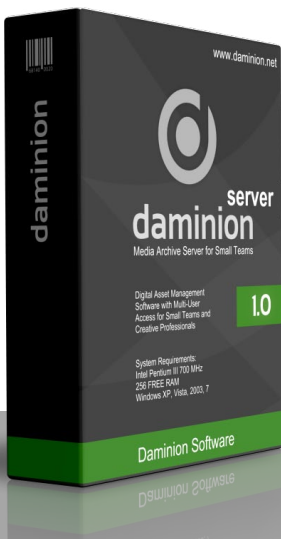 www.daminion.net
daminion
server
daminion
Media Archive Server for Small Teams
Digital Asset Management
Software with Multi-User
Access for Small Teams and
Creative Professionals
1.0
System Requirements:
Intel Pentium III 700 MHz
256 FREE RAM
Windows XP, Vista, 2003, 7
Daminion Software